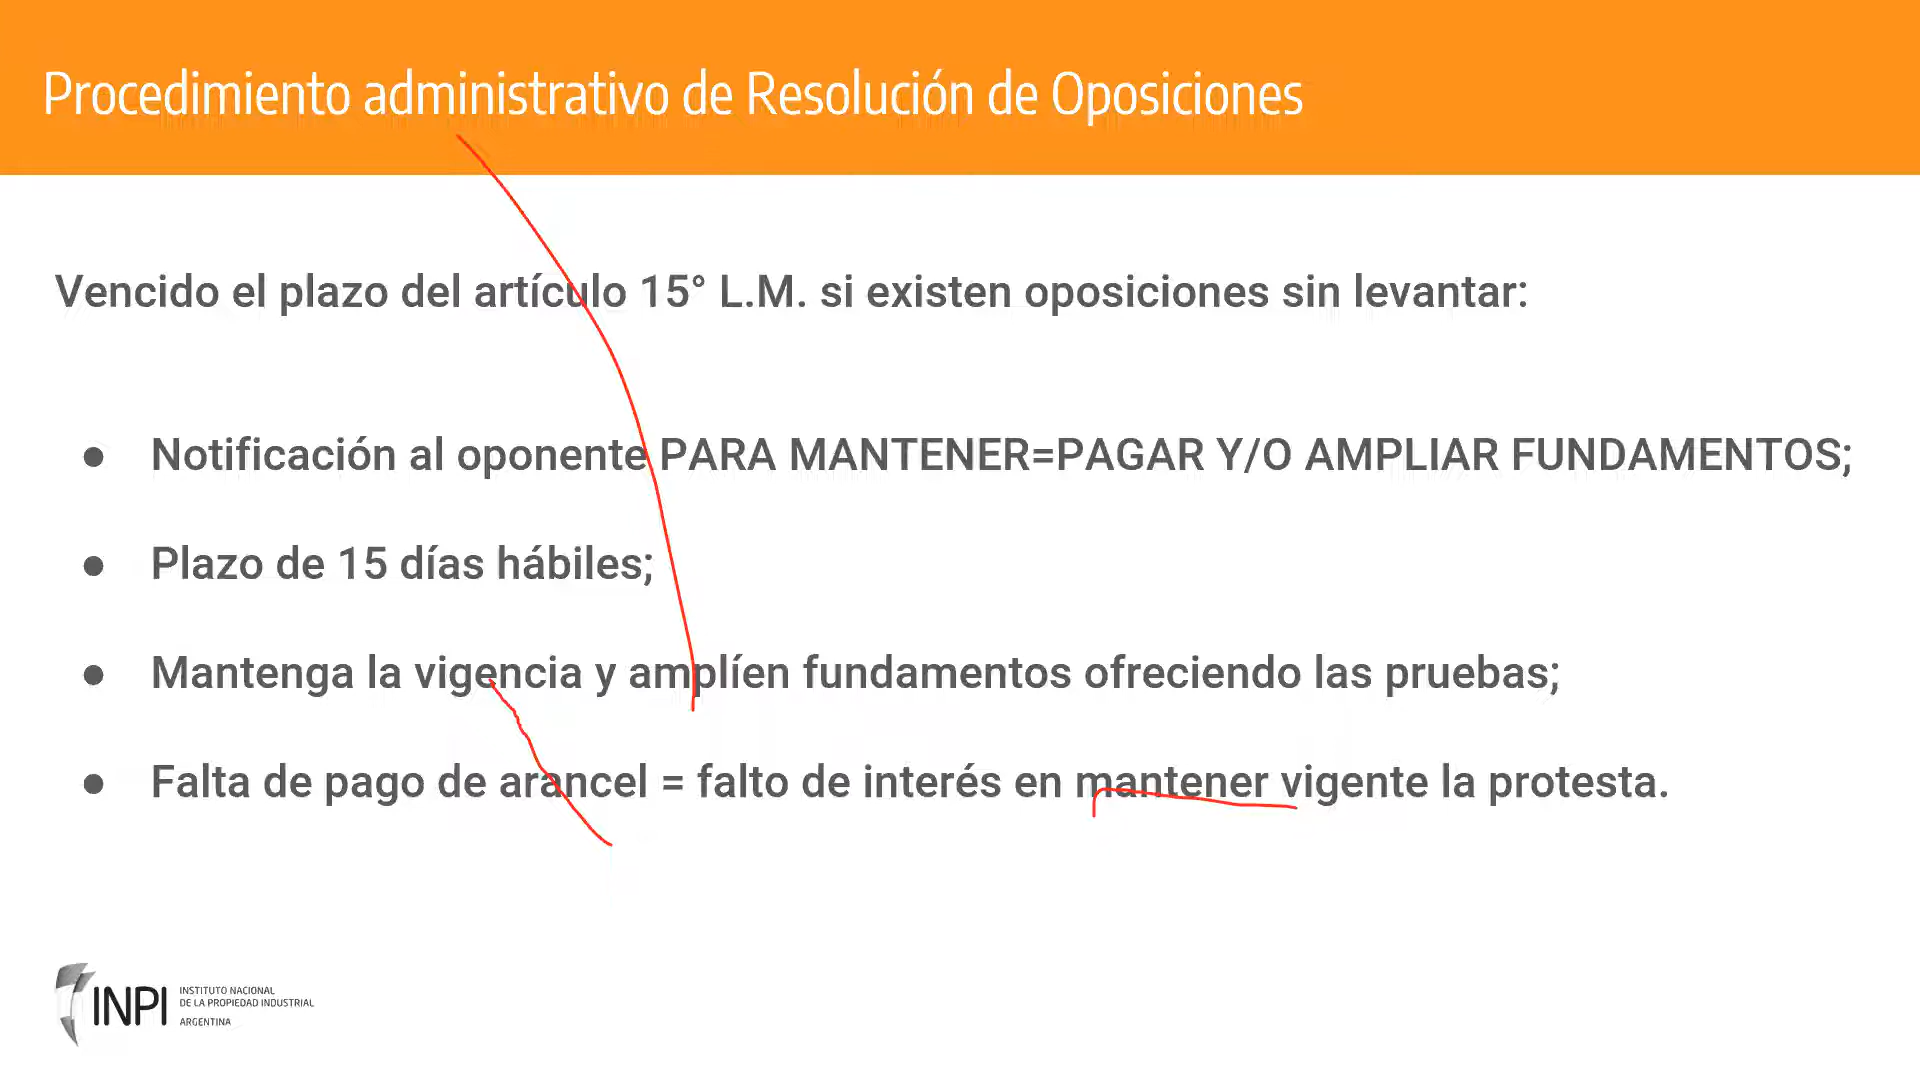 Procedimiento administrativo de Resolución de Oposiciones
Vencido el plazo del artículo 15° L.M. si existen oposiciones sin levantar:
● Notificación al oponente PARA MANTENER=PAGAR Y/O AMPLIAR FUNDAMENTOS;
● Plazo de 15 días hábiles;
● Mantenga la vigencia y amplíen fundamentos ofreciendo las pruebas;
● Falta de pago de arancel = falto de interés en mantener vigente la protesta.
INPI
INSTITUTO NACIONAL
DE LA PROPIEDAD INDUSTRIAL
ARGENTINA